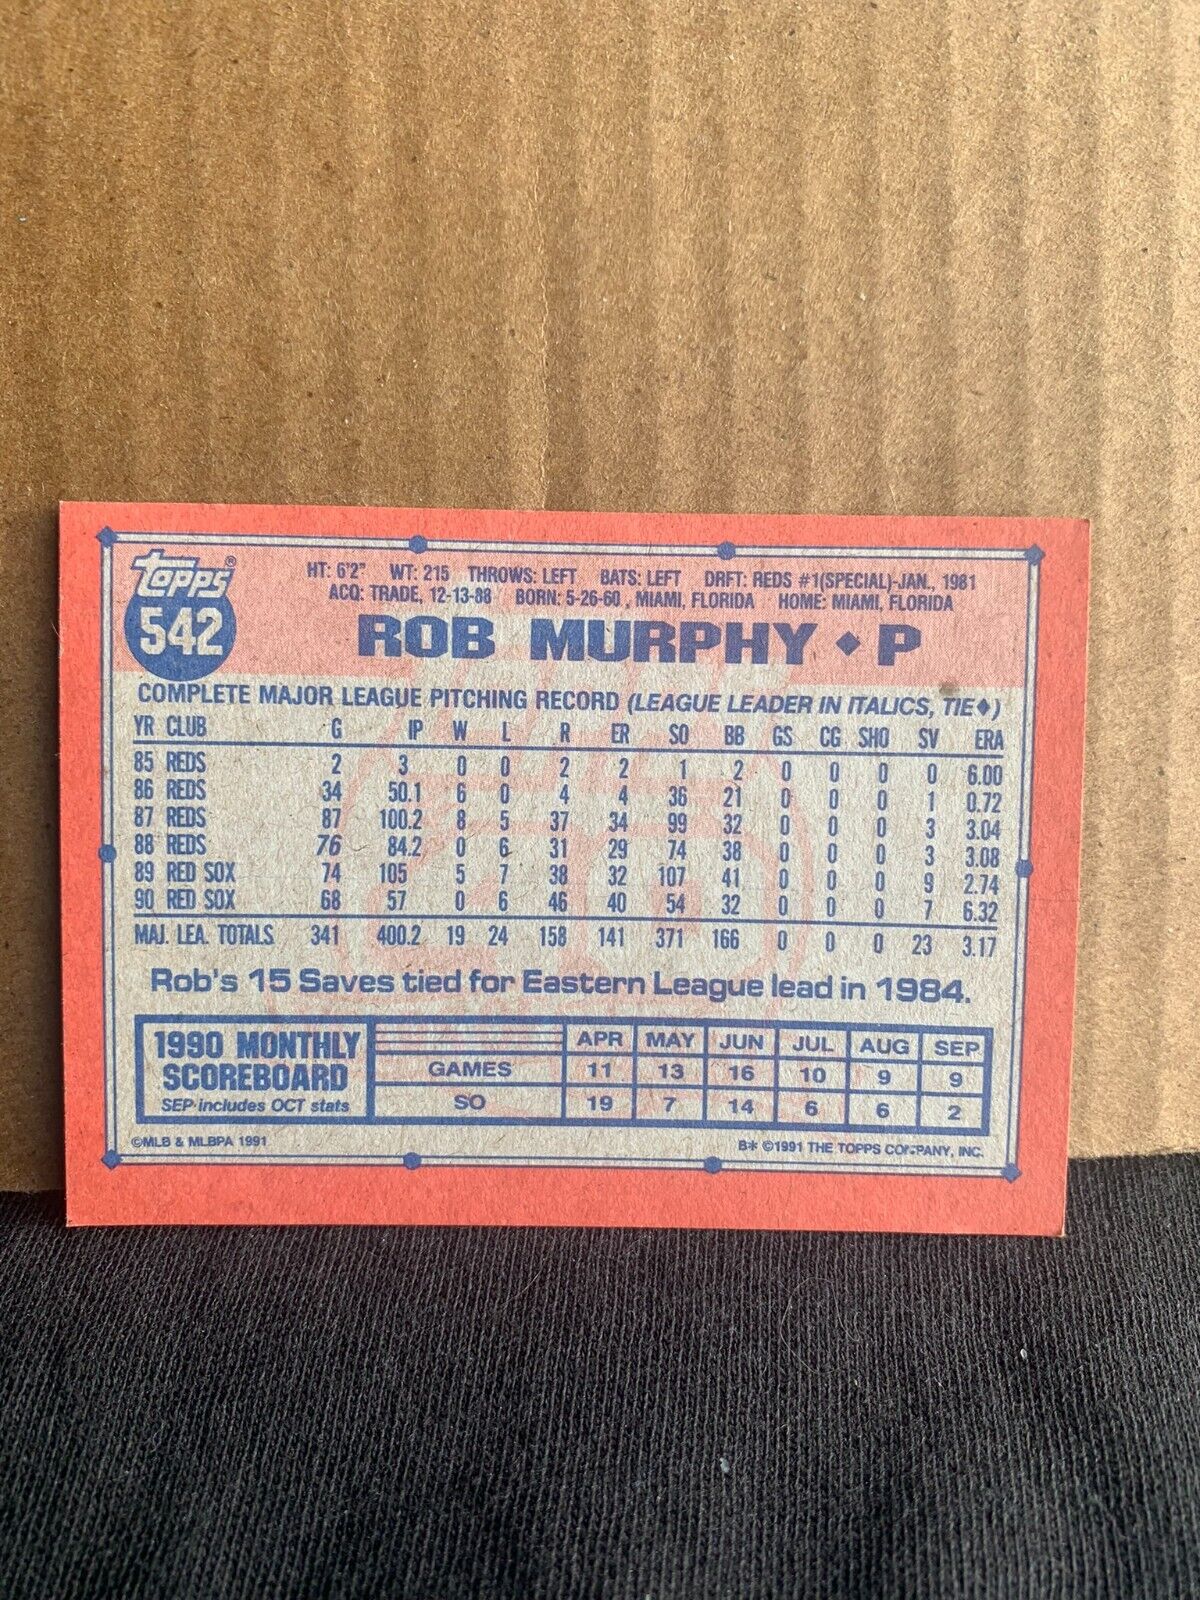 topps®
542
HT: 6'2" WT: 215 THROWS: LEFT BATS: LEFT DRFT: REDS #1(SPECIAL)-JAN., 1981
ACQ: TRADE, 12-13-88 BORN: 5-26-60 , MIAMI, FLORIDA HOME: MIAMI, FLORIDA
ROB MURPHY ♦ P
COMPLETE MAJOR LEAGUE PITCHING RECORD (LEAGUE LEADER IN ITALICS, TIE♦)
YR CLUB G IP W L R ER SO BB GS CG SHO SV ERA
85 REDS 2 3 0 0 2 2 1 2 0 0 0 0 6.00
86 REDS 34 50.1 6 0 4 4 36 21 0 0 0 1 0.72
87 REDS 87 100.2 8 5 37 34 99 32 0 0 0 3 3.04
88 REDS 76 84.2 0 6 31 29 74 38 0 0 0 3 3.08
89 RED SOX 74 105 5 7 38 32 107 41 0 0 0 9 2.74
90 RED SOX 68 57 0 6 46 40 54 32 0 0 0 7 6.32
MAJ. LEA. TOTALS 341 400.2 19 24 158 141 371 166 0 0 0 23 3.17
Rob's 15 Saves tied for Eastern League lead in 1984.
1990 MONTHLY SCOREBOARD
SEP includes OCT stats
APR MAY JUN JUL AUG SEP
GAMES 11 13 16 10 9 9
SO 19 7 14 6 6 2
©MLB & MLBPA 1991
B* ©1991 THE TOPPS COMPANY, INC.